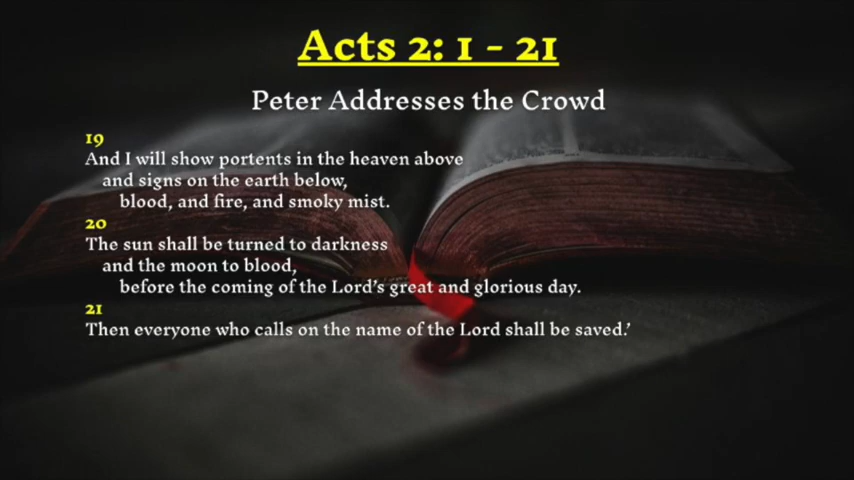 Acts 2: 1 - 21
Peter Addresses the Crowd
19
And I will show portents in the heaven above
and signs on the earth below,
blood, and fire, and smoky mist.
20
The sun shall be turned to darkness
and the moon to blood,
before the coming of the Lord’s great and glorious day.
21
Then everyone who calls on the name of the Lord shall be saved.’